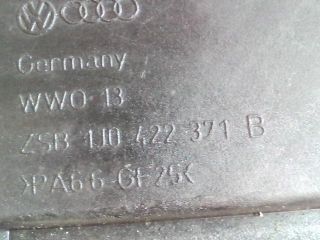 Germany
WWO 13
ZSB 1J0 422 371 B
>PA66-GF25<